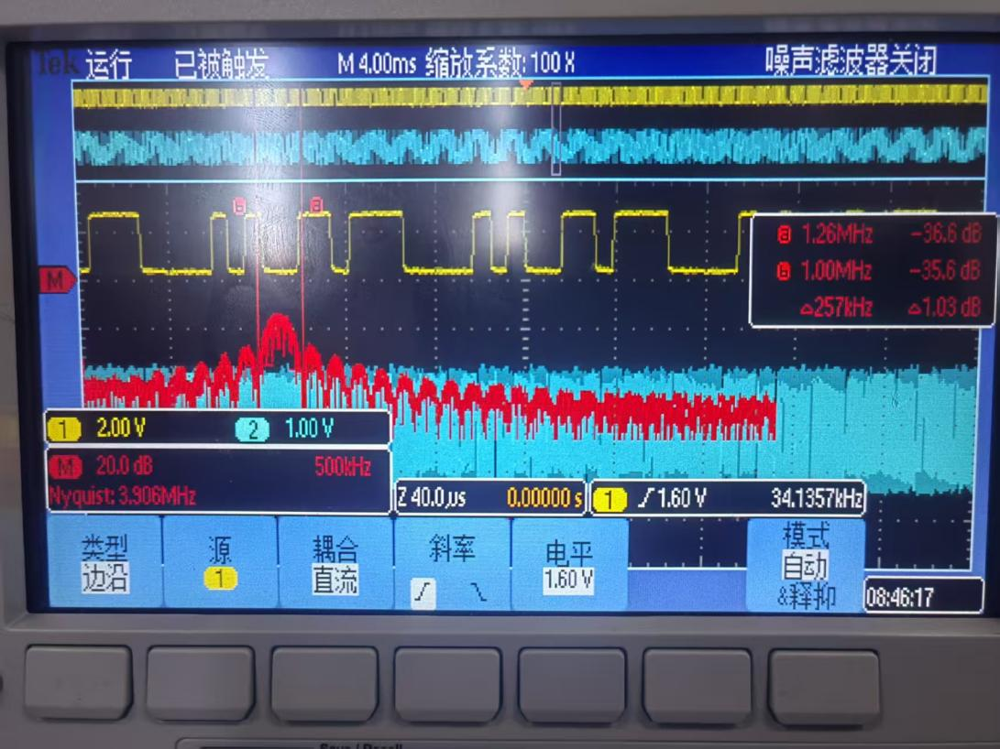 Tek 运行 已被触发 M 4.00ms 缩放系数: 100 X 噪声滤波器关闭
b a
a 1.26MHz -36.6 dB
b 1.00MHz -35.6 dB
△257kHz △1.03 dB
M
1 2.00 V 2 1.00 V
M 20.0 dB 500kHz
Nyquist: 3.906MHz
Z 40.0µs 0.00000 s
1 1.60 V 34.1357kHz
类型
边沿
源
1
耦合
直流
斜率
电平
1.60 V
模式
自动
&释抑
08:46:17
Save / Recall